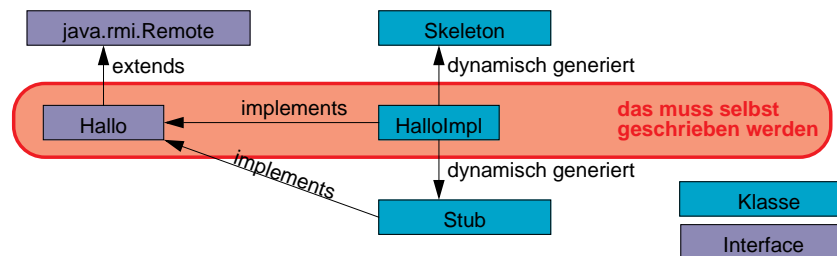 java.rmi.Remote
Skeleton
extends
dynamisch generiert
Hallo
implements
HalloImpl
das muss selbst
geschrieben werden
implements
dynamisch generiert
Stub
Klasse
Interface